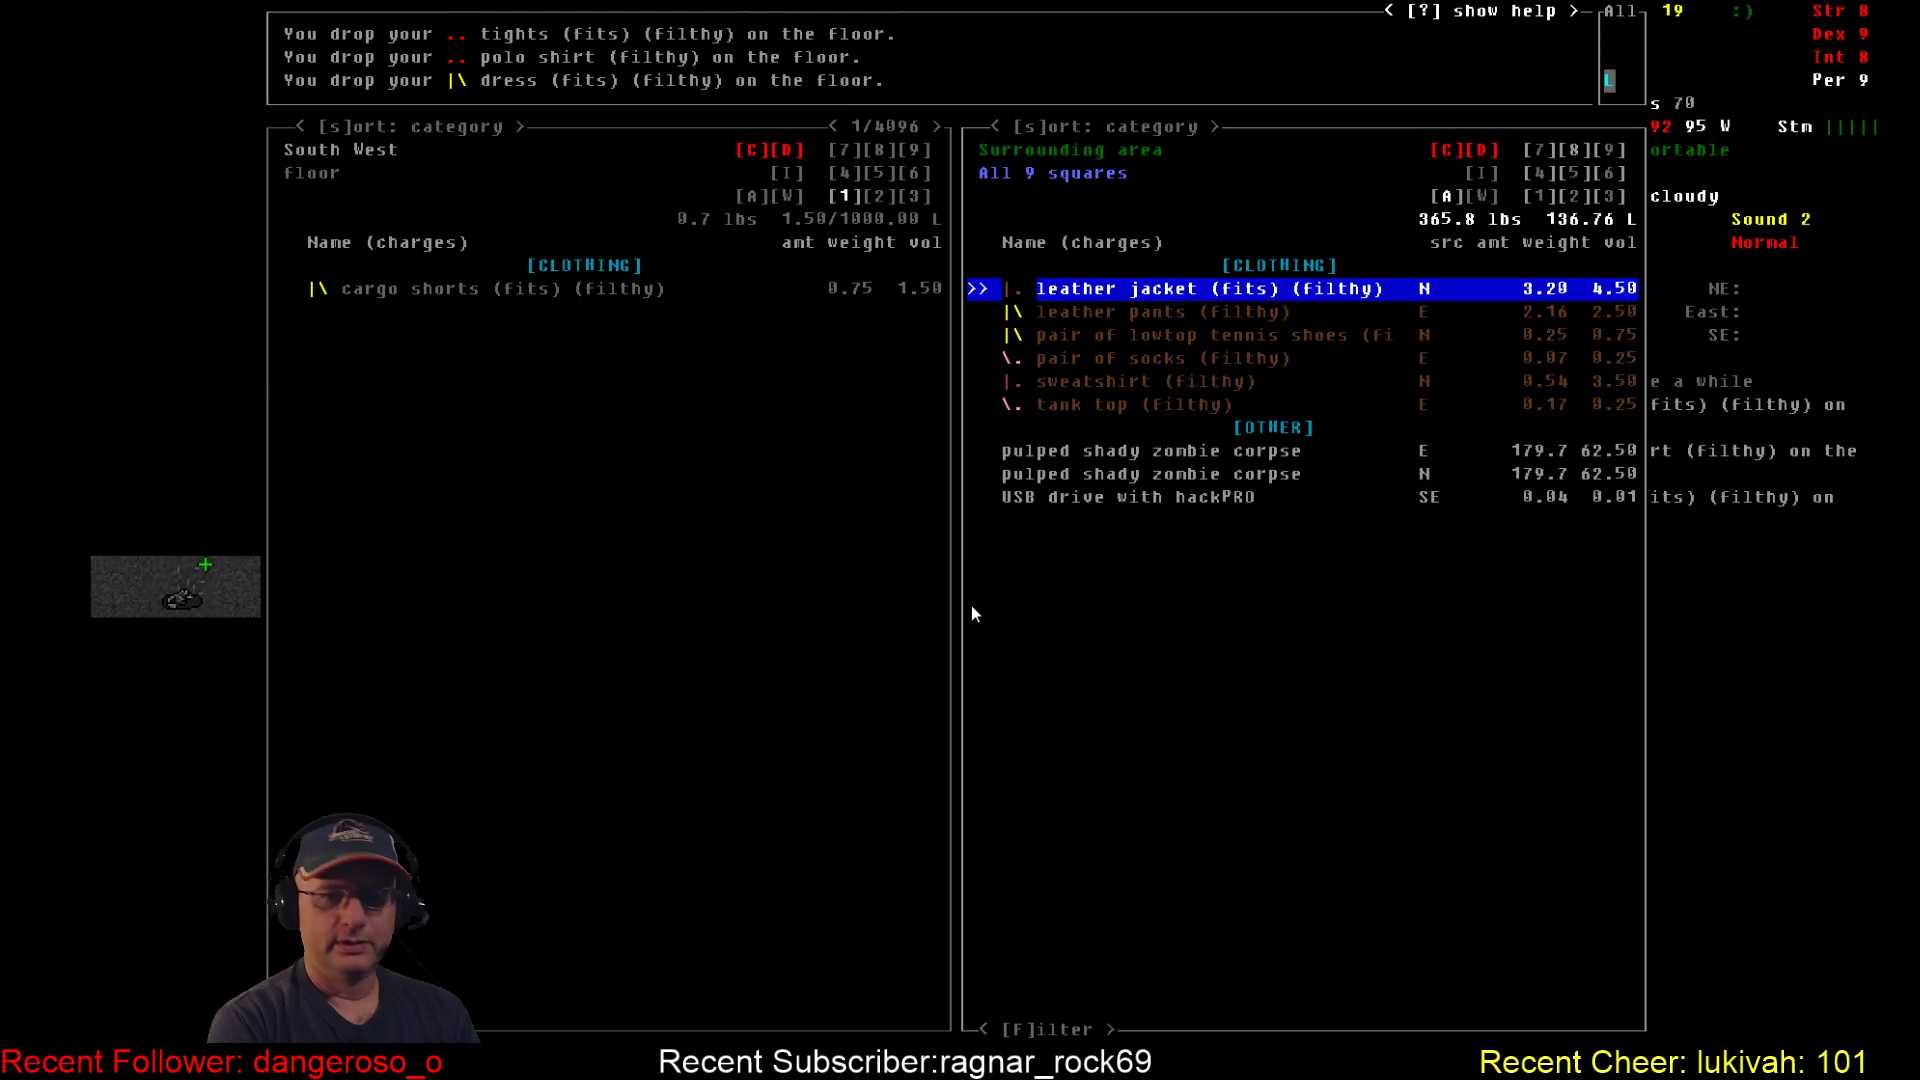 < [?] show help >
You drop your .. tights (fits) (filthy) on the floor.
You drop your .. polo shirt (filthy) on the floor.
You drop your |\ dress (fits) (filthy) on the floor.
All
L
19 :) Str 8
Dex 9
Int 8
Per 9
s 70
92 95 W Stm |||||
ortable
cloudy
Sound 2
Normal
NE:
East:
SE:
e a while
fits) (filthy) on
rt (filthy) on the
its) (filthy) on
< [s]ort: category > < 1/4096 >
South West [C][D] [7][8][9]
floor [I] [4][5][6]
[A][W] [1][2][3]
0.7 lbs 1.50/1000.00 L
Name (charges) amt weight vol
[CLOTHING]
|\ cargo shorts (fits) (filthy) 0.75 1.50
< [s]ort: category >
Surrounding area [C][D] [7][8][9]
All 9 squares [I] [4][5][6]
[A][W] [1][2][3]
365.8 lbs 136.76 L
Name (charges) src amt weight vol
[CLOTHING]
>> |. leather jacket (fits) (filthy) N 3.20 4.50
|\ leather pants (filthy) E 2.16 2.50
|\ pair of lowtop tennis shoes (fi N 0.25 0.75
\. pair of socks (filthy) E 0.07 0.25
|. sweatshirt (filthy) N 0.54 3.50
\. tank top (filthy) E 0.17 0.25
[OTHER]
pulped shady zombie corpse E 179.7 62.50
pulped shady zombie corpse N 179.7 62.50
USB drive with hackPRO SE 0.04 0.01
< [F]ilter >
Recent Follower: dangeroso_o
Recent Subscriber:ragnar_rock69
Recent Cheer: lukivah: 101